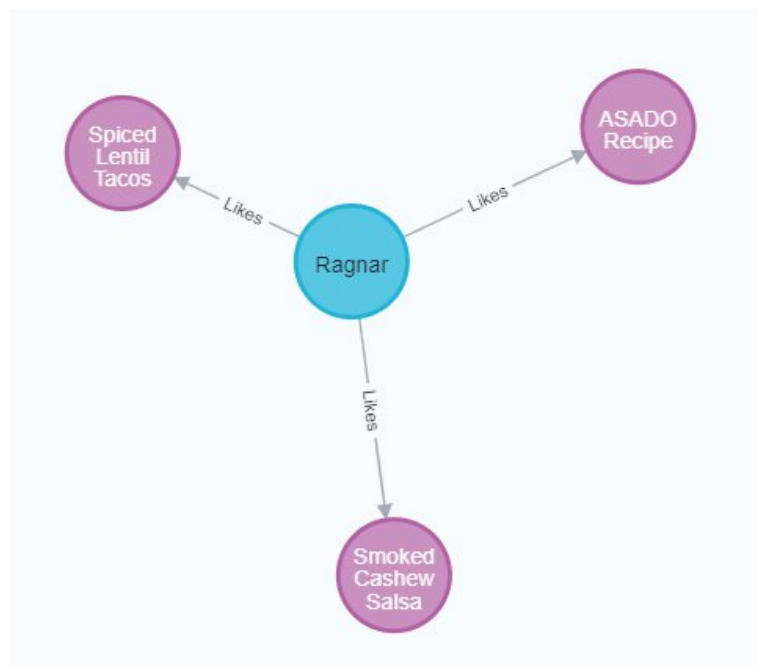 ASADO
Recipe
Spiced
Lentil
Tacos
Likes
Likes
Ragnar
Likes
Smoked
Cashew
Salsa